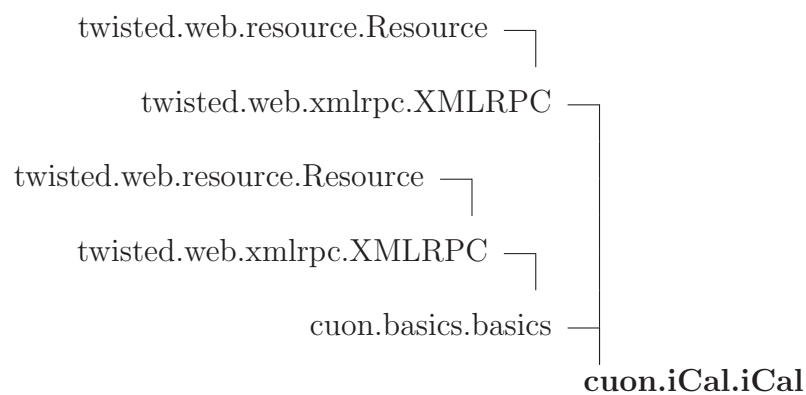 twisted.web.resource.Resource
twisted.web.xmlrpc.XMLRPC
twisted.web.resource.Resource
twisted.web.xmlrpc.XMLRPC
cuon.basics.basics
cuon.iCal.iCal